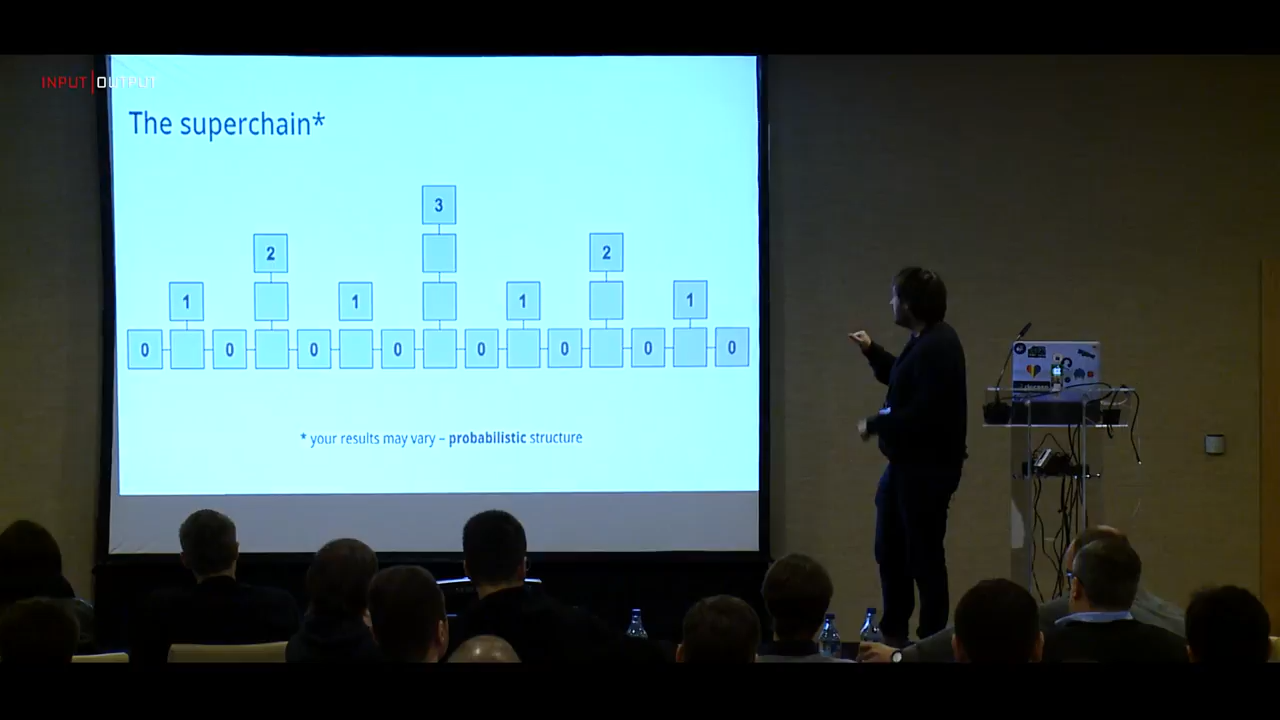 INPUT|OUTPUT
The superchain*
3
2 2
1 1 1 1
0 0 0 0 0 0 0 0
* your results may vary – probabilistic structure